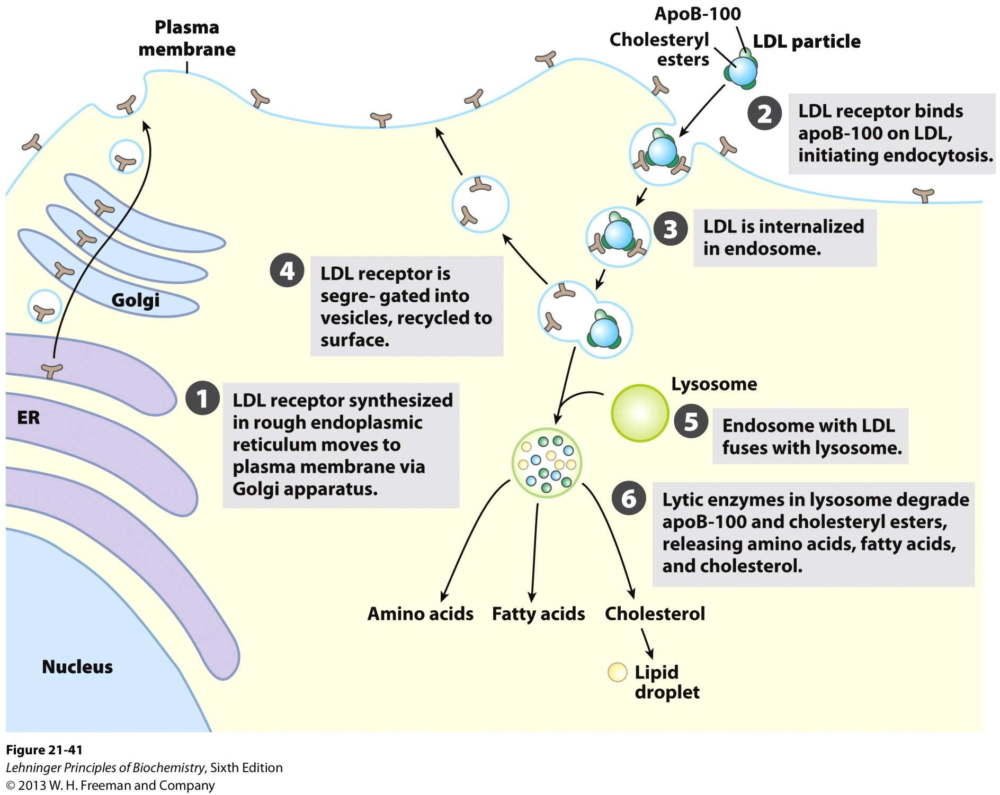 Plasma
membrane
ApoB-100
Cholesteryl
esters
LDL particle
2
LDL receptor binds
apoB-100 on LDL,
initiating endocytosis.
3
LDL is internalized
in endosome.
4
LDL receptor is
segre- gated into
vesicles, recycled to
surface.
Golgi
1
LDL receptor synthesized
in rough endoplasmic
reticulum moves to
plasma membrane via
Golgi apparatus.
ER
Lysosome
5
Endosome with LDL
fuses with lysosome.
6
Lytic enzymes in lysosome degrade
apoB-100 and cholesteryl esters,
releasing amino acids, fatty acids,
and cholesterol.
Amino acids
Fatty acids
Cholesterol
Lipid
droplet
Nucleus
Figure 21-41
Lehninger Principles of Biochemistry, Sixth Edition
© 2013 W. H. Freeman and Company